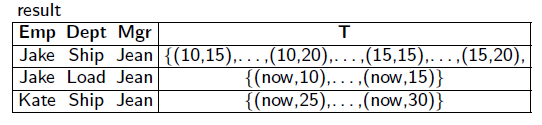 result
Emp Dept Mgr T
Jake Ship Jean {(10,15),...,(10,20),...,(15,15),...,(15,20),
Jake Load Jean {(now,10),...,(now,15)}
Kate Ship Jean {(now,25),...,(now,30)}